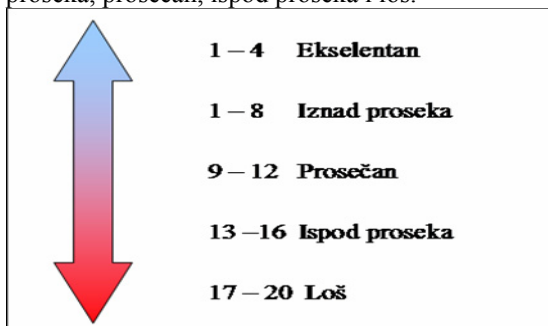 proseka, prosečan, ispod proseka i loš.
1 – 4 Ekselentan
1 – 8 Iznad proseka
9 – 12 Prosečan
13 –16 Ispod proseka
17 – 20 Loš